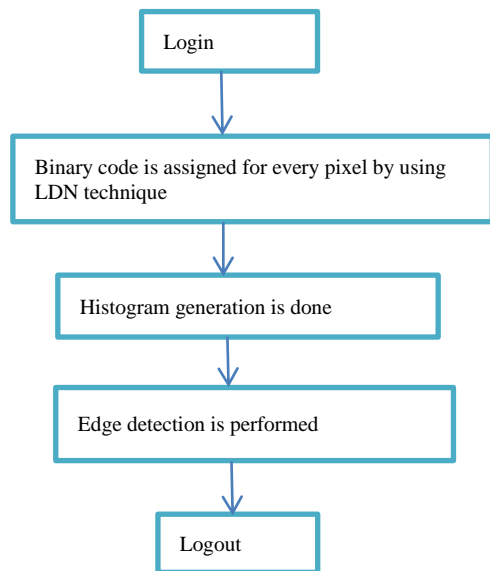 Login
Binary code is assigned for every pixel by using
LDN technique
Histogram generation is done
Edge detection is performed
Logout